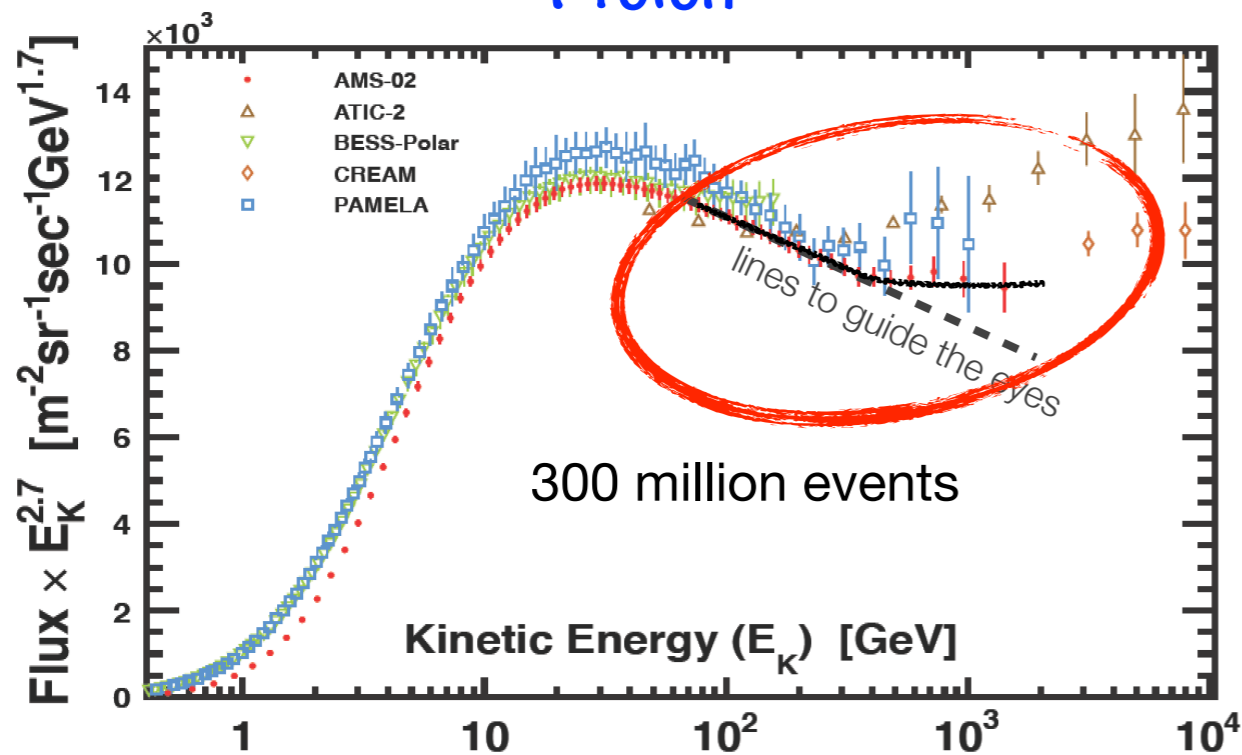 Proton
×10³
Flux × E_K^2.7 [m⁻²sr⁻¹sec⁻¹GeV^1.7]
14
12
10
8
6
4
2
0
AMS-02
ATIC-2
BESS-Polar
CREAM
PAMELA
lines to guide the eyes
300 million events
Kinetic Energy (E_K) [GeV]
1 10 10² 10³ 10⁴